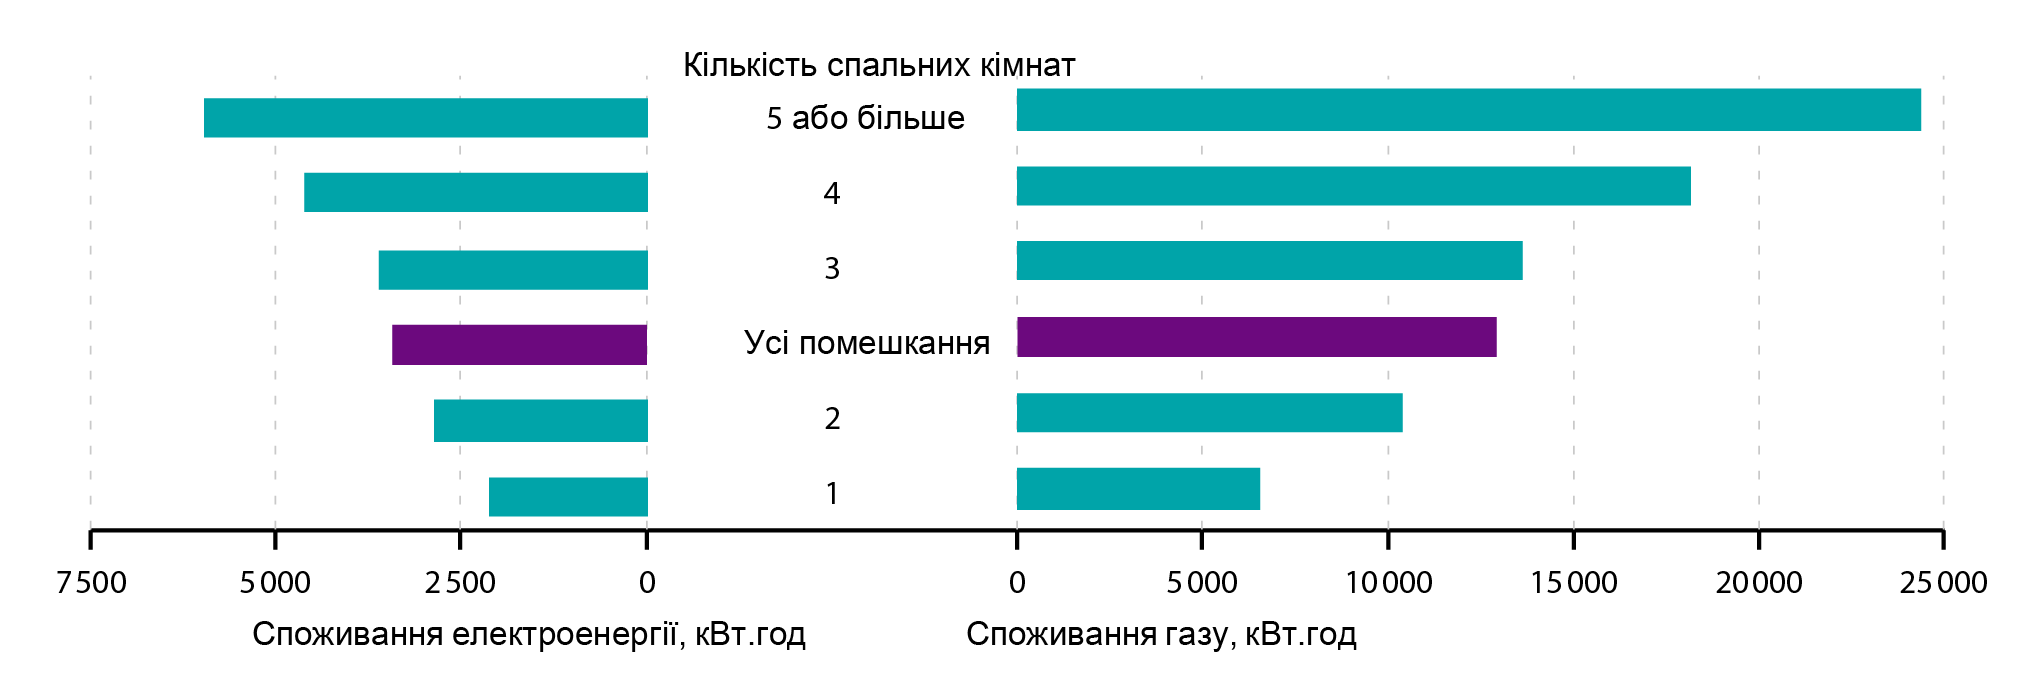 Кількість спальних кімнат
5 або більше
4
3
Усі помешкання
2
1
7500 5000 2500 0 0 5000 10000 15000 20000 25000
Споживання електроенергії, кВт.год Споживання газу, кВт.год